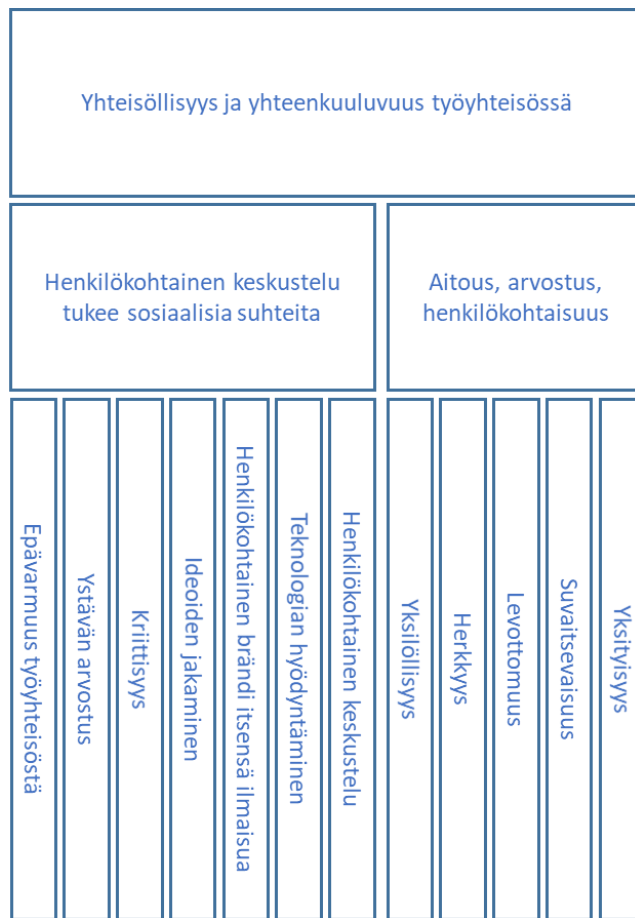 Yhteisöllisyys ja yhteenkuuluvuus työyhteisössä
Henkilökohtainen keskustelu
tukee sosiaalisia suhteita
Aitous, arvostus,
henkilökohtaisuus
Epävarmuus työyhteisöstä
Ystävän arvostus
Kriittisyys
Ideoiden jakaminen
Henkilökohtainen brändi itsensä ilmaisua
Teknologian hyödyntäminen
Henkilökohtainen keskustelu
Yksilöllisyys
Herkkyys
Levottomuus
Suvaitsevaisuus
Yksityisyys